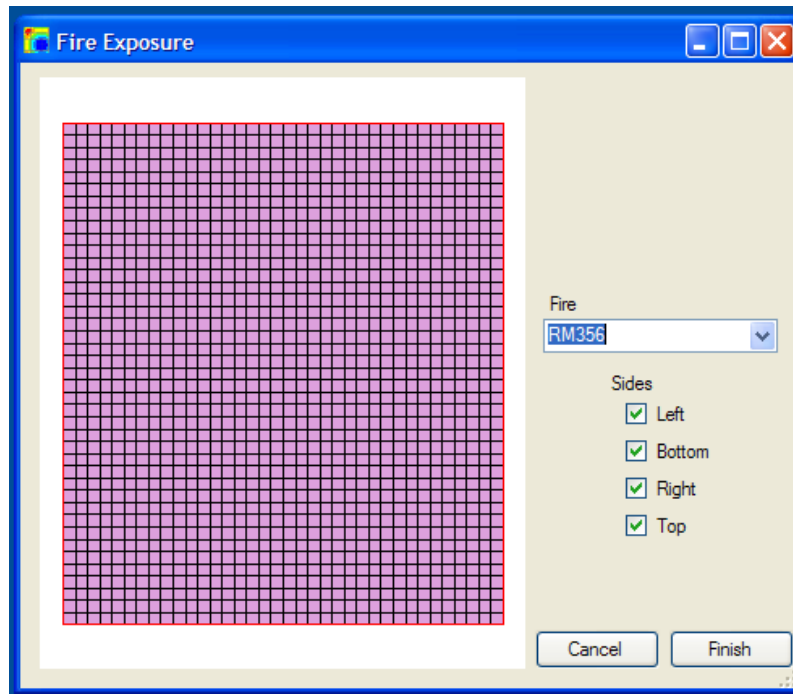 Fire Exposure
Fire
RM356
Sides
Left
Bottom
Right
Top
Cancel
Finish